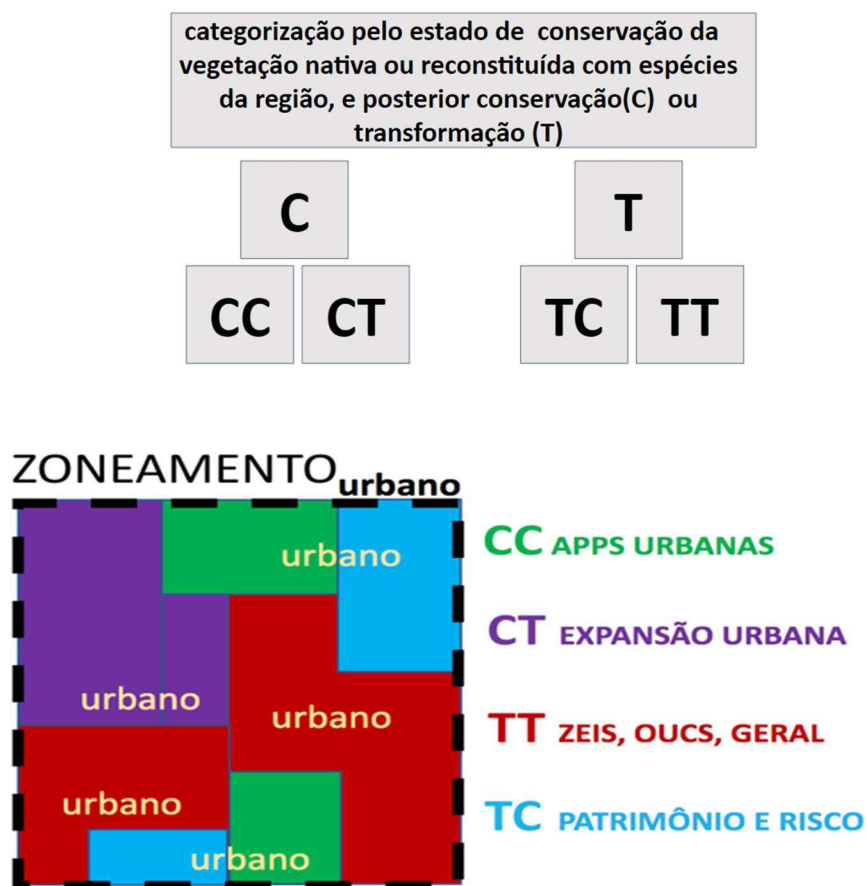 categorização pelo estado de conservação da
vegetação nativa ou reconstituída com espécies
da região, e posterior conservação(C) ou
transformação (T)
C
T
CC
CT
TC
TT
ZONEAMENTO urbano
urbano
urbano
urbano
urbano
urbano
CC APPS URBANAS
CT EXPANSÃO URBANA
TT ZEIS, OUCS, GERAL
TC PATRIMÔNIO E RISCO